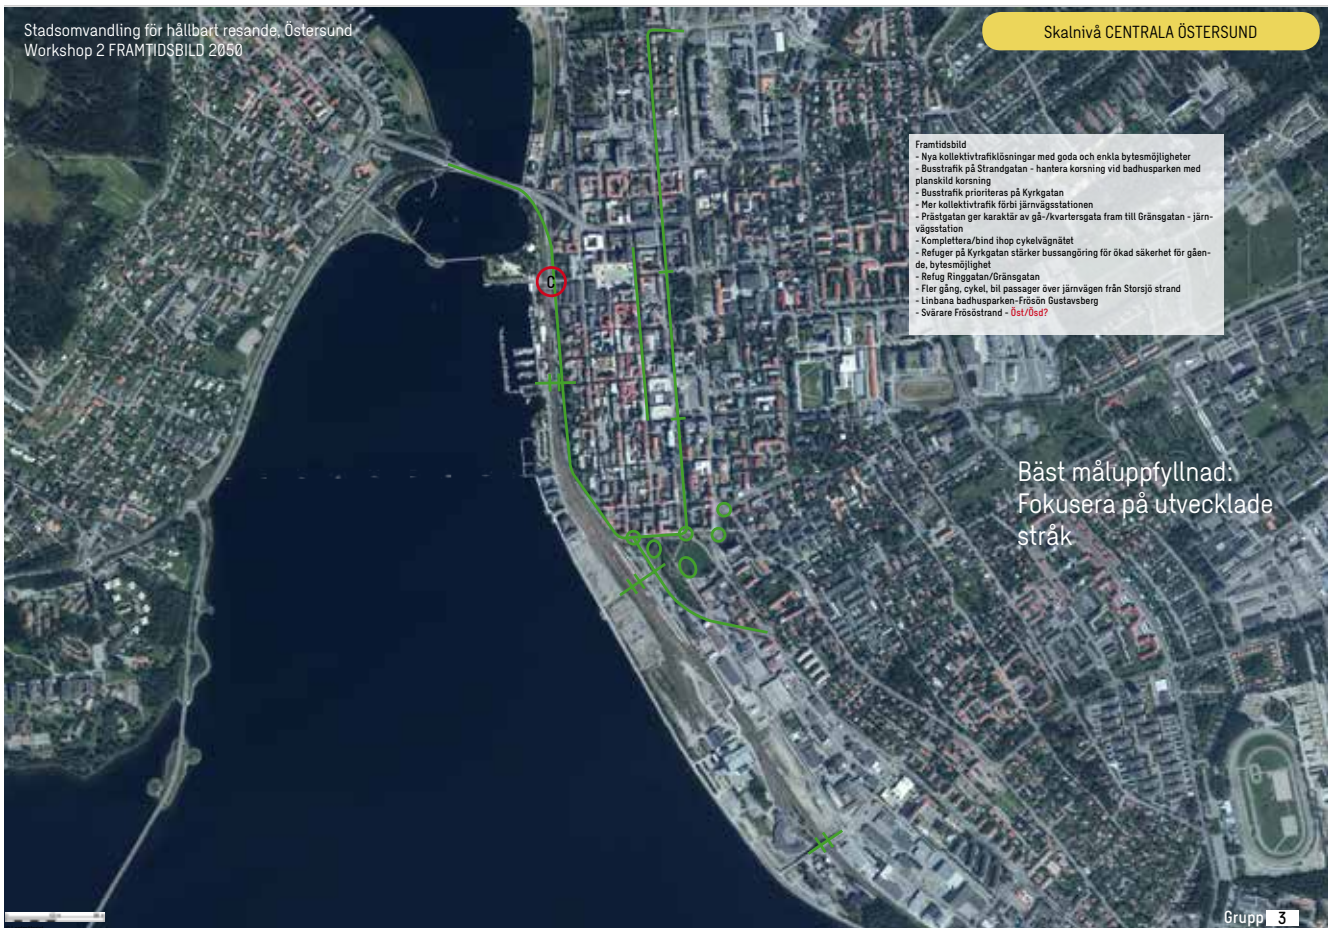 Stadsomvandling för hållbart resande, Östersund
Workshop 2 FRAMTIDSBILD 2050
Skalnivå CENTRALA ÖSTERSUND
Framtidsbild
- Nya kollektivtrafiklösningar med goda och enkla bytesmöjligheter
- Busstrafik på Strandgatan - hantera korsning vid badhusparken med
planskild korsning
- Busstrafik prioriteras på Kyrkgatan
- Mer kollektivtrafik förbi järnvägsstationen
- Prästgatan ger karaktär av gå-/kvartersgata fram till Gränsgatan - järn-
vägsstation
- Komplettera/bind ihop cykelvägnätet
- Refuger på Kyrkgatan stärker bussangöring för ökad säkerhet för gåen-
de, bytesmöjlighet
- Refug Ringgatan/Gränsgatan
- Fler gång, cykel, bil passager över järnvägen från Storsjö strand
- Linbana badhusparken-Frösön Gustavsberg
- Svärare Frösöstrand - Öst/Ösd?
C
Bäst måluppfyllnad:
Fokusera på utvecklade
stråk
Grupp 3